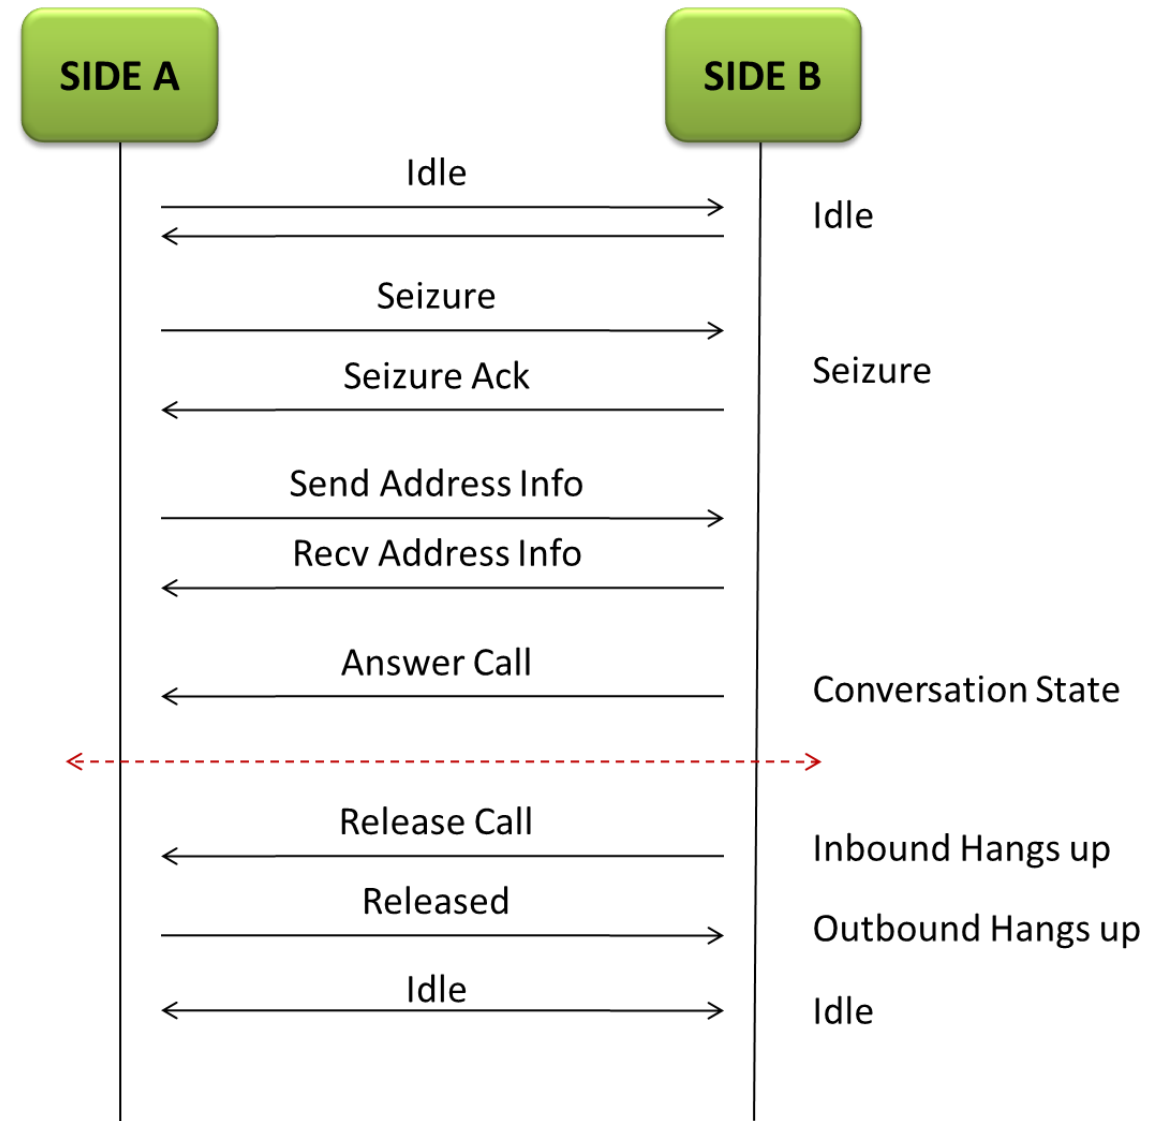 SIDE A
SIDE B
Idle
Idle
Seizure
Seizure Ack
Seizure
Send Address Info
Recv Address Info
Answer Call
Conversation State
Release Call
Inbound Hangs up
Released
Outbound Hangs up
Idle
Idle